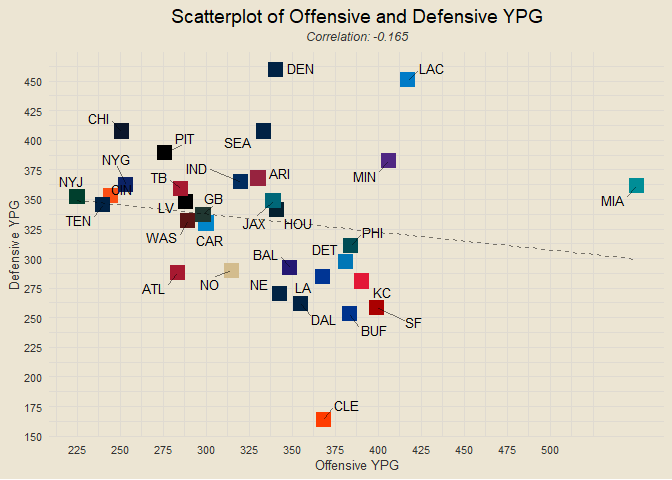 Scatterplot of Offensive and Defensive YPG
Correlation: -0.165
DEN
LAC
450
425
CHI
400
PIT
SEA
NYG
IND
MIN
375
TB
ARI
NYJ
CIN
MIA
350
LV
GB
TEN
JAX
HOU
325
WAS
CAR
PHI
DET
BAL
300
ATL
NO
NE
LA
KC
275
DAL
BUF
SF
250
225
200
CLE
175
150
225
250
275
300
325
350
375
400
425
450
475
500
Offensive YPG
Defensive YPG